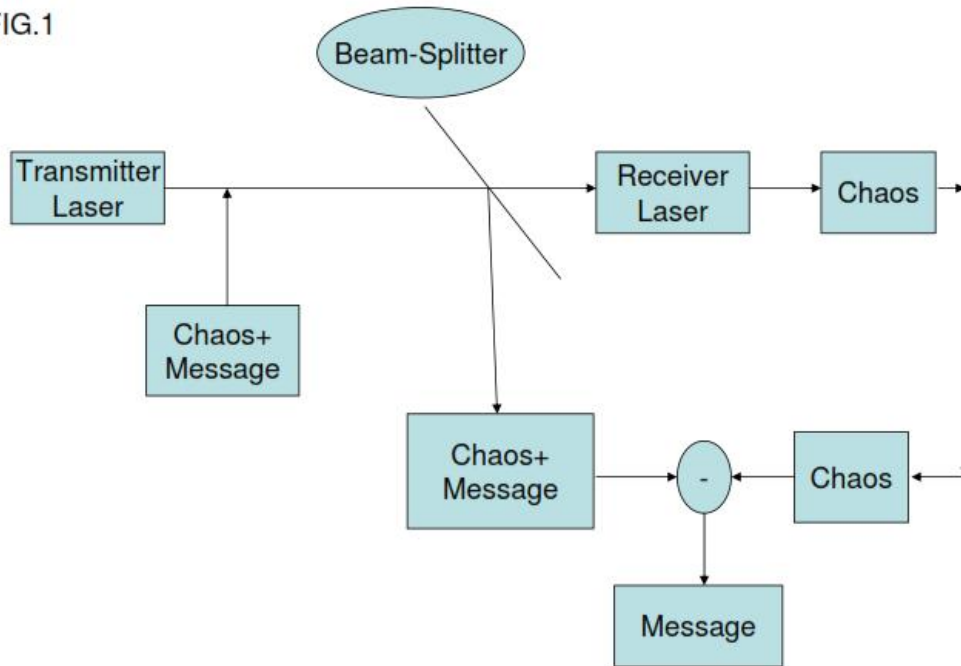 FIG.1
Beam-Splitter
Transmitter
Laser
Receiver
Laser
Chaos
Chaos+
Message
Chaos+
Message
-
Chaos
Message